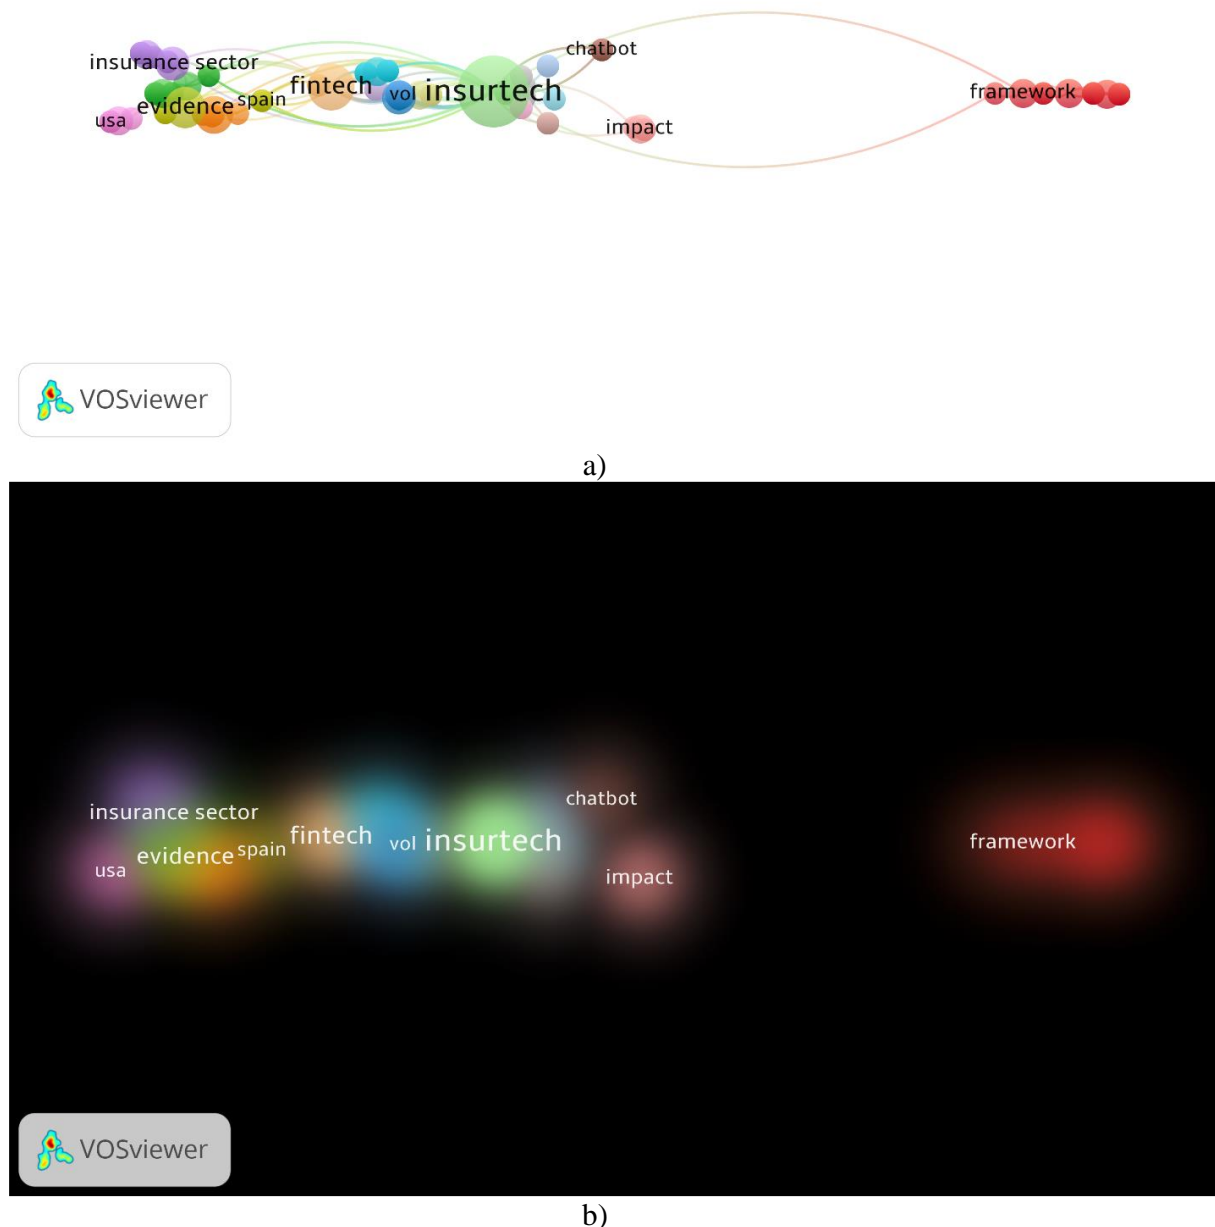 chatbot
insurance sector
fintech
vol
insurtech
framework
evidence
spain
usa
impact
VOSviewer
a)
chatbot
insurance sector
fintech
vol
insurtech
framework
evidence
spain
usa
impact
VOSviewer
b)